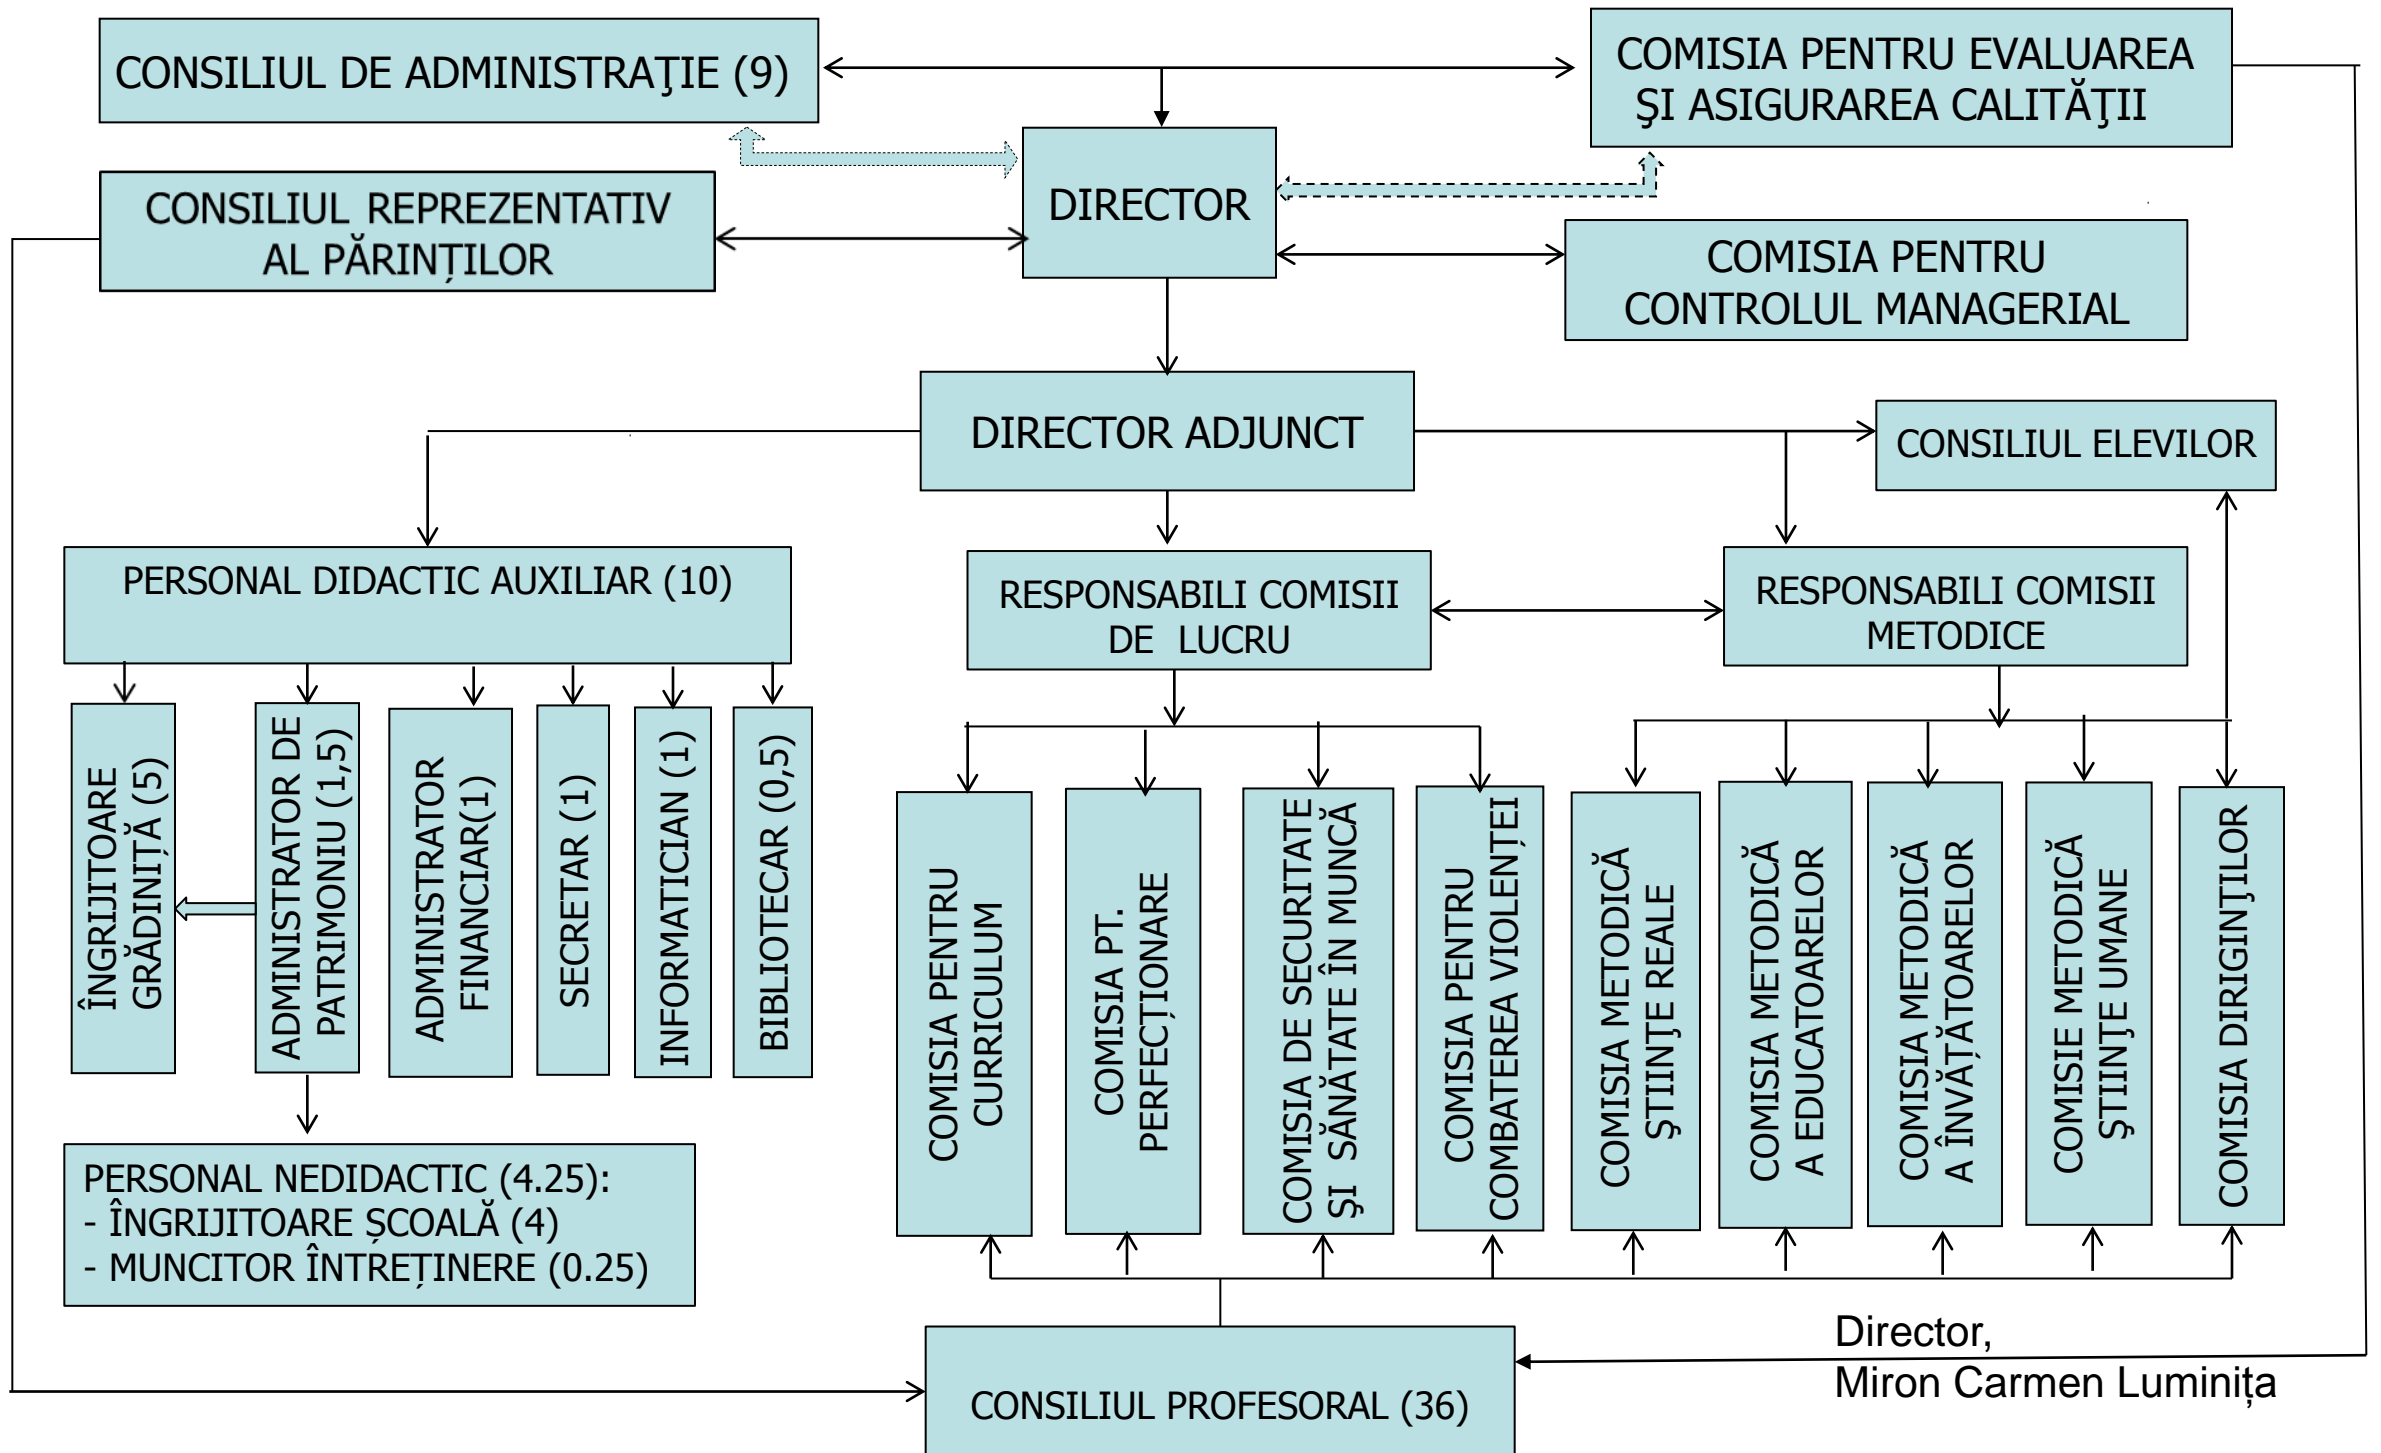 CONSILIUL DE ADMINISTRAŢIE (9)
COMISIA PENTRU EVALUAREA
ŞI ASIGURAREA CALITĂŢII
DIRECTOR
CONSILIUL REPREZENTATIV
AL PĂRINȚILOR
COMISIA PENTRU
CONTROLUL MANAGERIAL
DIRECTOR ADJUNCT
CONSILIUL ELEVILOR
PERSONAL DIDACTIC AUXILIAR (10)
RESPONSABILI COMISII
DE LUCRU
RESPONSABILI COMISII
METODICE
ÎNGRIJITOARE
GRĂDINIȚĂ (5)
ADMINISTRATOR DE
PATRIMONIU (1,5)
ADMINISTRATOR
FINANCIAR(1)
SECRETAR (1)
INFORMATICIAN (1)
BIBLIOTECAR (0,5)
COMISIA PENTRU
CURRICULUM
COMISIA PT.
PERFECȚIONARE
COMISIA DE SECURITATE
ŞI SĂNĂTATE ÎN MUNCĂ
COMISIA PENTRU
COMBATEREA VIOLENȚEI
COMISIA METODICĂ
ŞTIINŢE REALE
COMISIA METODICĂ
A EDUCATOARELOR
COMISIA METODICĂ
A ÎNVĂȚĂTOARELOR
COMISIE METODICĂ
ŞTIINŢE UMANE
COMISIA DIRIGINŢILOR
PERSONAL NEDIDACTIC (4.25):
- ÎNGRIJITOARE ȘCOALĂ (4)
- MUNCITOR ÎNTREȚINERE (0.25)
CONSILIUL PROFESORAL (36)
Director,
Miron Carmen Luminița